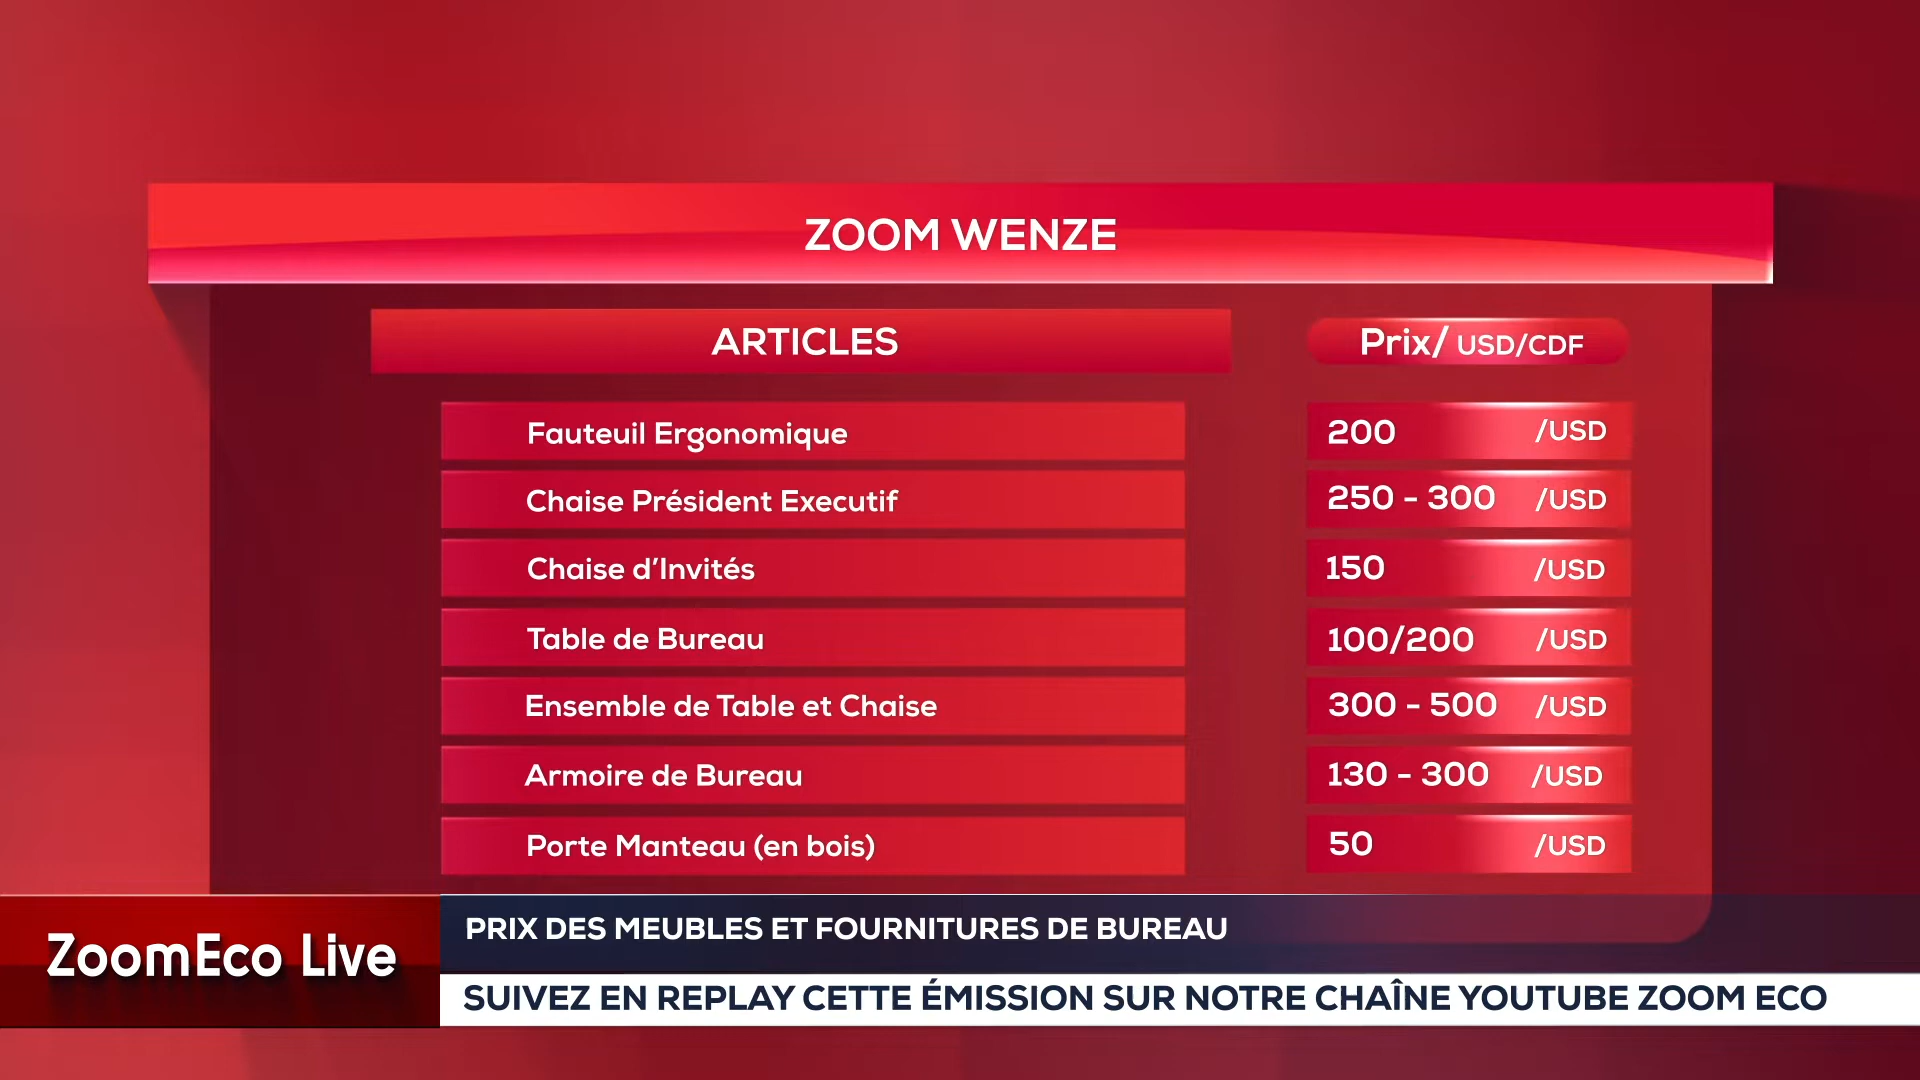 ZOOM WENZE
ARTICLES Prix/ USD/CDF
Fauteuil Ergonomique 200 /USD
Chaise Président Executif 250 - 300 /USD
Chaise d'Invités 150 /USD
Table de Bureau 100/200 /USD
Ensemble de Table et Chaise 300 - 500 /USD
Armoire de Bureau 130 - 300 /USD
Porte Manteau (en bois) 50 /USD
ZoomEco Live
PRIX DES MEUBLES ET FOURNITURES DE BUREAU
SUIVEZ EN REPLAY CETTE ÉMISSION SUR NOTRE CHAÎNE YOUTUBE ZOOM ECO